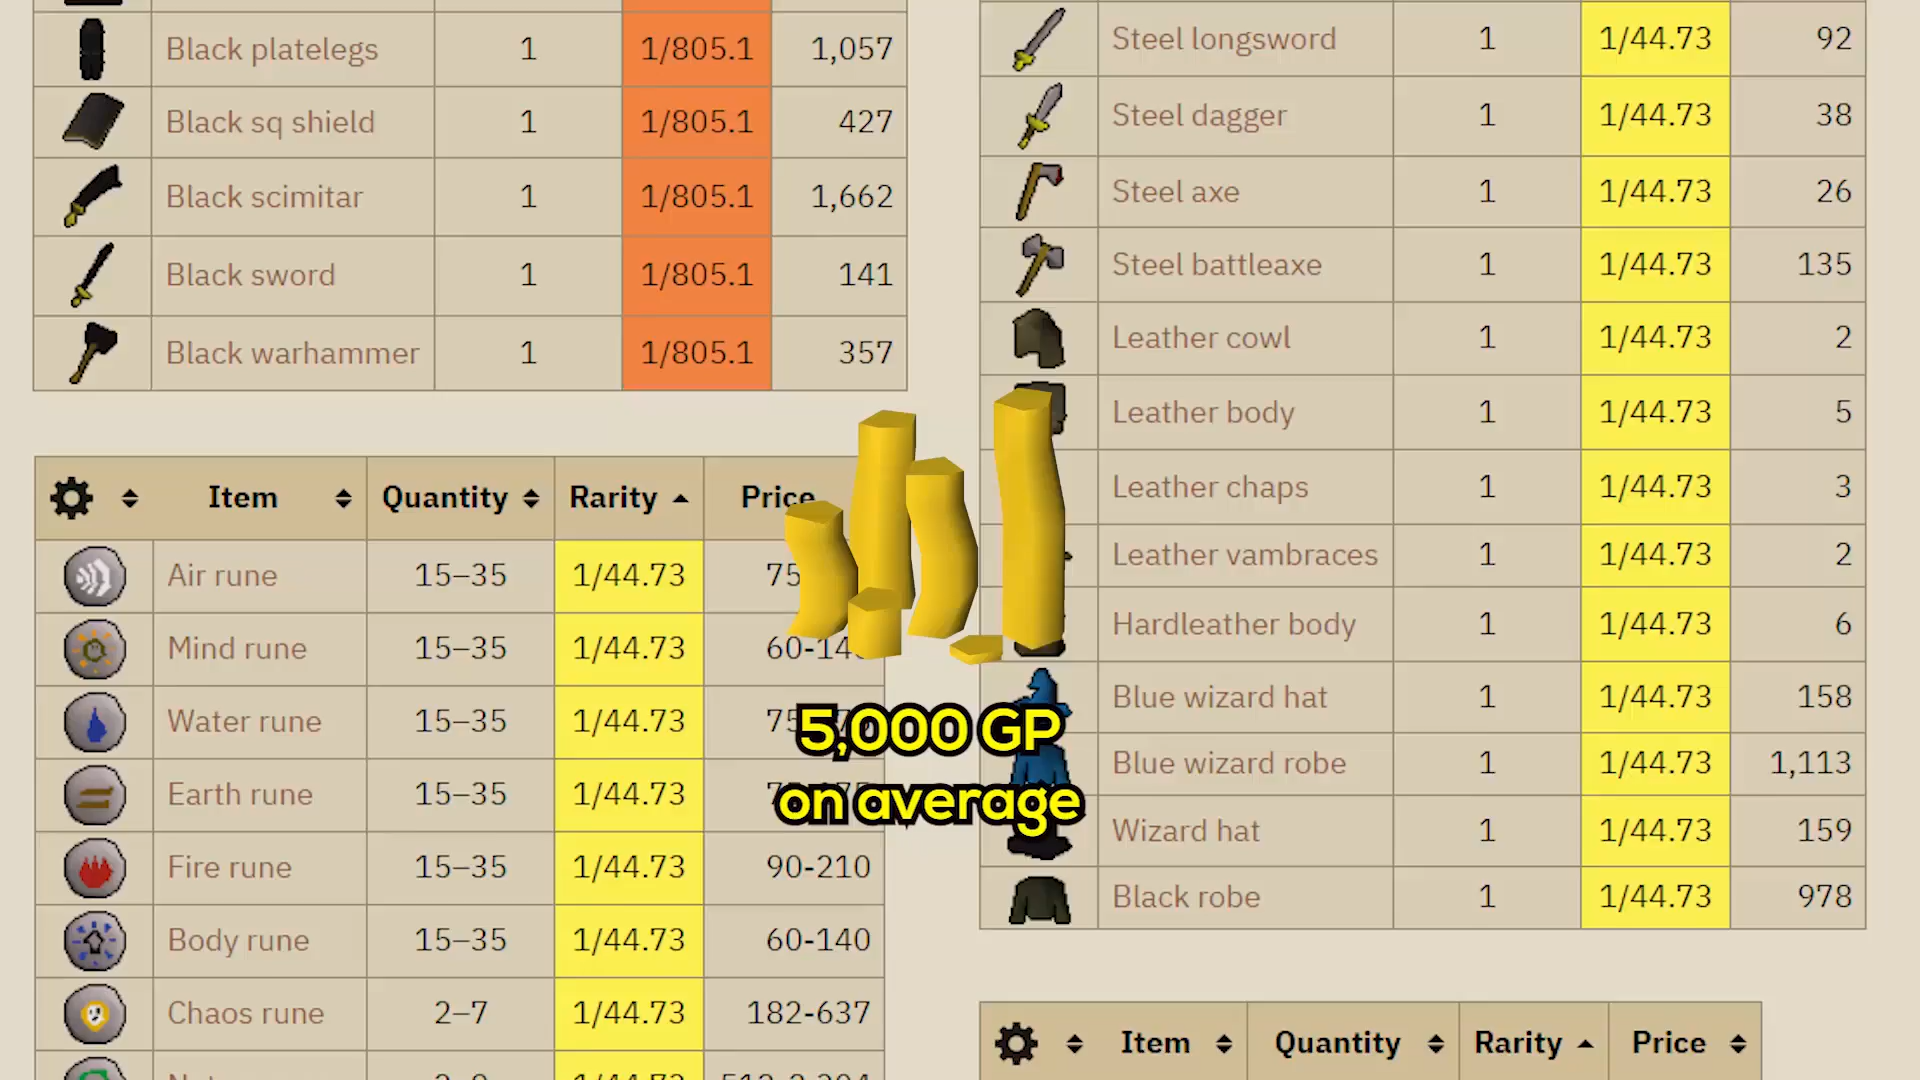 Black platelegs 1 1/805.1 1,057
Black sq shield 1 1/805.1 427
Black scimitar 1 1/805.1 1,662
Black sword 1 1/805.1 141
Black warhammer 1 1/805.1 357
Item Quantity Rarity Price
Air rune 15–35 1/44.73 75
Mind rune 15–35 1/44.73 60-14
Water rune 15–35 1/44.73 75
Earth rune 15–35 1/44.73
Fire rune 15–35 1/44.73 90-210
Body rune 15–35 1/44.73 60-140
Chaos rune 2–7 1/44.73 182-637
Steel longsword 1 1/44.73 92
Steel dagger 1 1/44.73 38
Steel axe 1 1/44.73 26
Steel battleaxe 1 1/44.73 135
Leather cowl 1 1/44.73 2
Leather body 1 1/44.73 5
Leather chaps 1 1/44.73 3
Leather vambraces 1 1/44.73 2
Hardleather body 1 1/44.73 6
Blue wizard hat 1 1/44.73 158
Blue wizard robe 1 1/44.73 1,113
Wizard hat 1 1/44.73 159
Black robe 1 1/44.73 978
Item Quantity Rarity Price
5,000 GP
on average